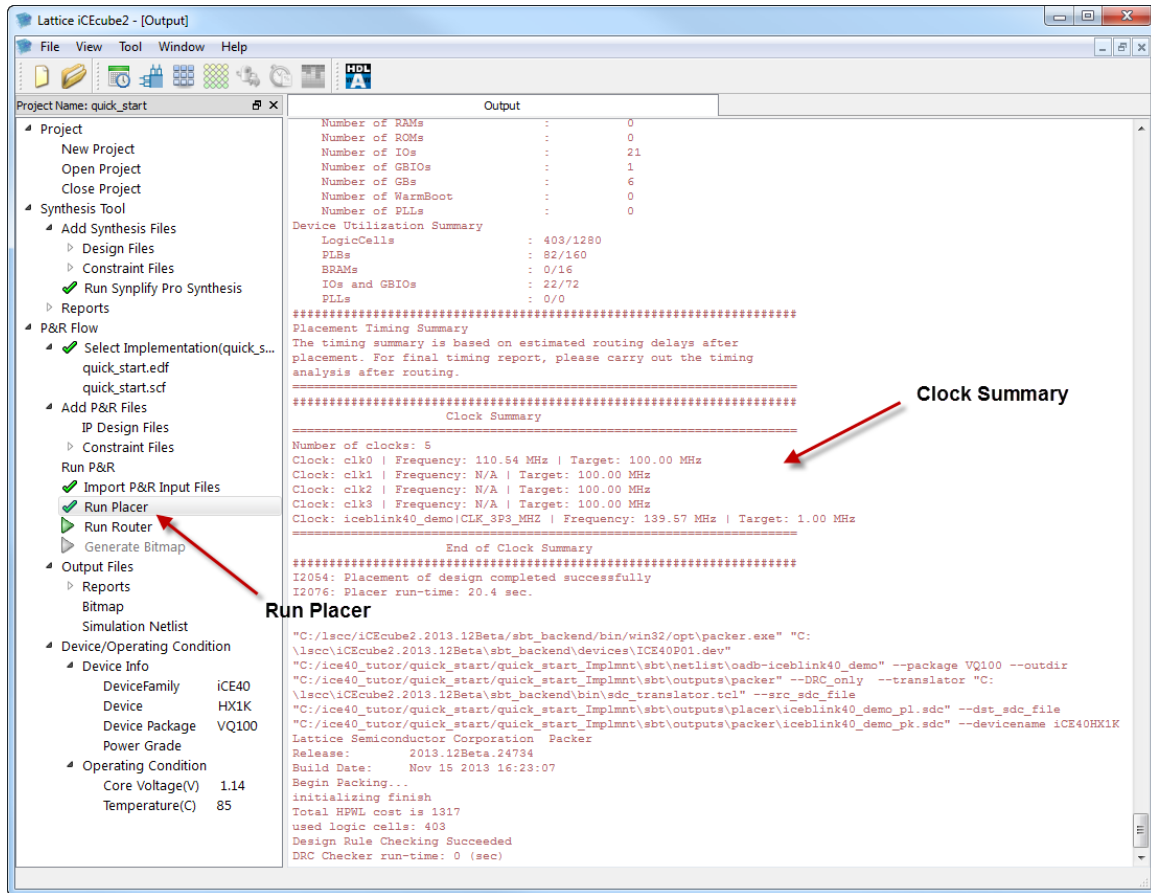 Lattice iCEcube2 - [Output]
File View Tool Window Help
HDL
A
Project Name: quick_start
Project
New Project
Open Project
Close Project
Synthesis Tool
Add Synthesis Files
Design Files
Constraint Files
Run Synplify Pro Synthesis
Reports
P&R Flow
Select Implementation(quick_s...
quick_start.edf
quick_start.scf
Add P&R Files
IP Design Files
Constraint Files
Run P&R
Import P&R Input Files
Run Placer
Run Router
Generate Bitmap
Output Files
Reports
Bitmap
Simulation Netlist
Device/Operating Condition
Device Info
DeviceFamily iCE40
Device HX1K
Device Package VQ100
Power Grade
Operating Condition
Core Voltage(V) 1.14
Temperature(C) 85
Run Placer
Output
Number of RAMs : 0
Number of ROMs : 0
Number of IOs : 21
Number of GBIOs : 1
Number of GBs : 6
Number of WarmBoot : 0
Number of PLLs : 0
Device Utilization Summary
LogicCells : 403/1280
PLBs : 82/160
BRAMs : 0/16
IOs and GBIOs : 22/72
PLLs : 0/0
#####################################################################
Placement Timing Summary
The timing summary is based on estimated routing delays after
placement. For final timing report, please carry out the timing
analysis after routing.
=====================================================================
#####################################################################
Clock Summary
=====================================================================
Number of clocks: 5
Clock: clk0 | Frequency: 110.54 MHz | Target: 100.00 MHz
Clock: clk1 | Frequency: N/A | Target: 100.00 MHz
Clock: clk2 | Frequency: N/A | Target: 100.00 MHz
Clock: clk3 | Frequency: N/A | Target: 100.00 MHz
Clock: iceblink40_demo|CLK_3P3_MHZ | Frequency: 139.57 MHz | Target: 1.00 MHz
=====================================================================
End of Clock Summary
#####################################################################
I2054: Placement of design completed successfully
I2076: Placer run-time: 20.4 sec.
"C:/lscc/iCEcube2.2013.12Beta/sbt_backend/bin/win32/opt\packer.exe" "C:
\lscc\iCEcube2.2013.12Beta\sbt_backend\devices\ICE40P01.dev"
"C:/ice40_tutor/quick_start/quick_start_Implmnt\sbt\netlist\oadb-iceblink40_demo" --package VQ100 --outdir
"C:/ice40_tutor/quick_start/quick_start_Implmnt\sbt\outputs\packer" --DRC_only --translator "C:
\lscc\iCEcube2.2013.12Beta\sbt_backend\bin\sdc_translator.tcl" --src_sdc_file
"C:/ice40_tutor/quick_start/quick_start_Implmnt\sbt\outputs\placer\iceblink40_demo_pl.sdc" --dst_sdc_file
"C:/ice40_tutor/quick_start/quick_start_Implmnt\sbt\outputs\packer\iceblink40_demo_pk.sdc" --devicename iCE40HX1K
Lattice Semiconductor Corporation Packer
Release: 2013.12Beta.24734
Build Date: Nov 15 2013 16:23:07
Begin Packing...
initializing finish
Total HPWL cost is 1317
used logic cells: 403
Design Rule Checking Succeeded
DRC Checker run-time: 0 (sec)
Clock Summary